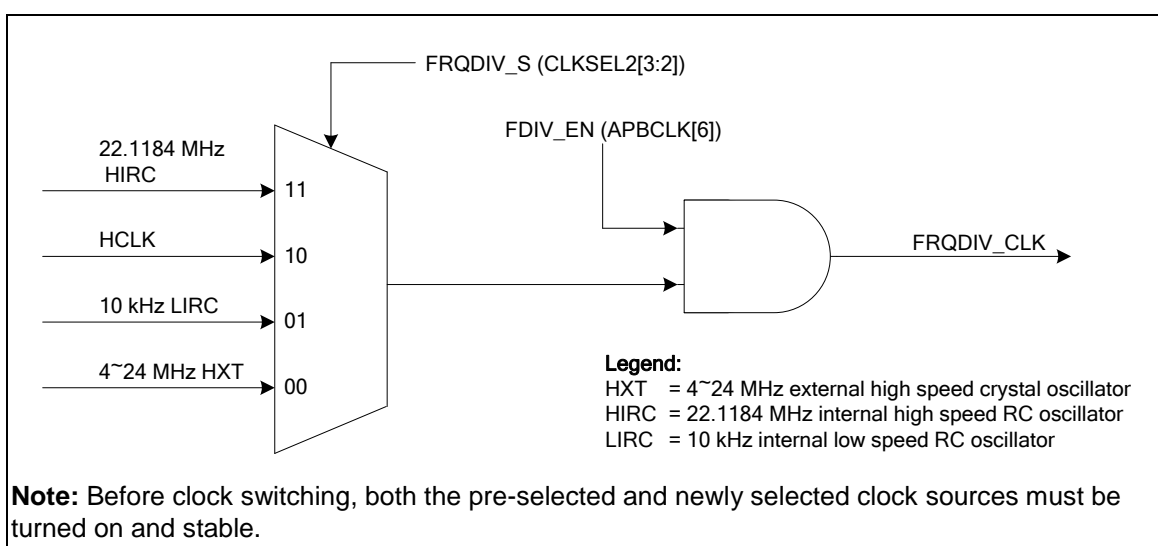 FRQDIV_S (CLKSEL2[3:2])
FDIV_EN (APBCLK[6])
22.1184 MHz
HIRC
11
HCLK
10
FRQDIV_CLK
10 kHz LIRC
01
4~24 MHz HXT
00
Legend:
HXT = 4~24 MHz external high speed crystal oscillator
HIRC = 22.1184 MHz internal high speed RC oscillator
LIRC = 10 kHz internal low speed RC oscillator
Note: Before clock switching, both the pre-selected and newly selected clock sources must be
turned on and stable.